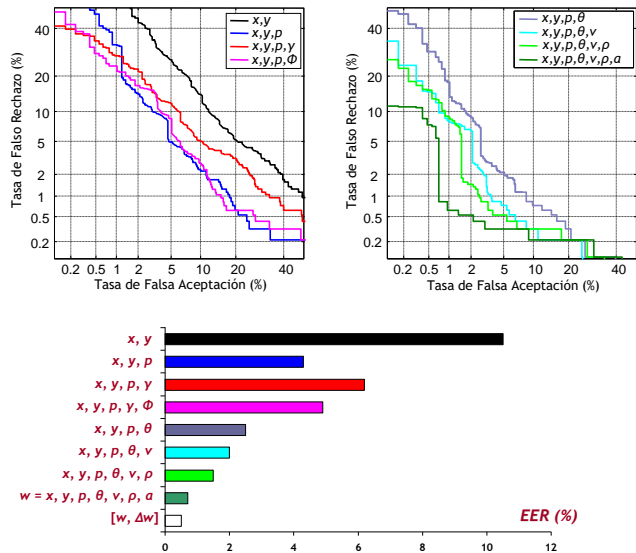 Tasa de Falso Rechazo (%)
40
20
10
5
2
1
0.5
0.2
x,y
x,y,p
x,y,p,γ
x,y,p,Φ
0.2 0.5 1 2 5 10 20 40
Tasa de Falsa Aceptación (%)
Tasa de Falso Rechazo (%)
40
20
10
5
2
1
0.5
0.2
x,y,p,θ
x,y,p,θ,v
x,y,p,θ,v,ρ
x,y,p,θ,v,ρ,a
0.2 0.5 1 2 5 10 20 40
Tasa de Falsa Aceptación (%)
x, y
x, y, p
x, y, p, γ
x, y, p, γ, Φ
x, y, p, θ
x, y, p, θ, v
x, y, p, θ, v, ρ
w = x, y, p, θ, v, ρ, a
[w, Δw]
EER (%)
0 2 4 6 8 10 12